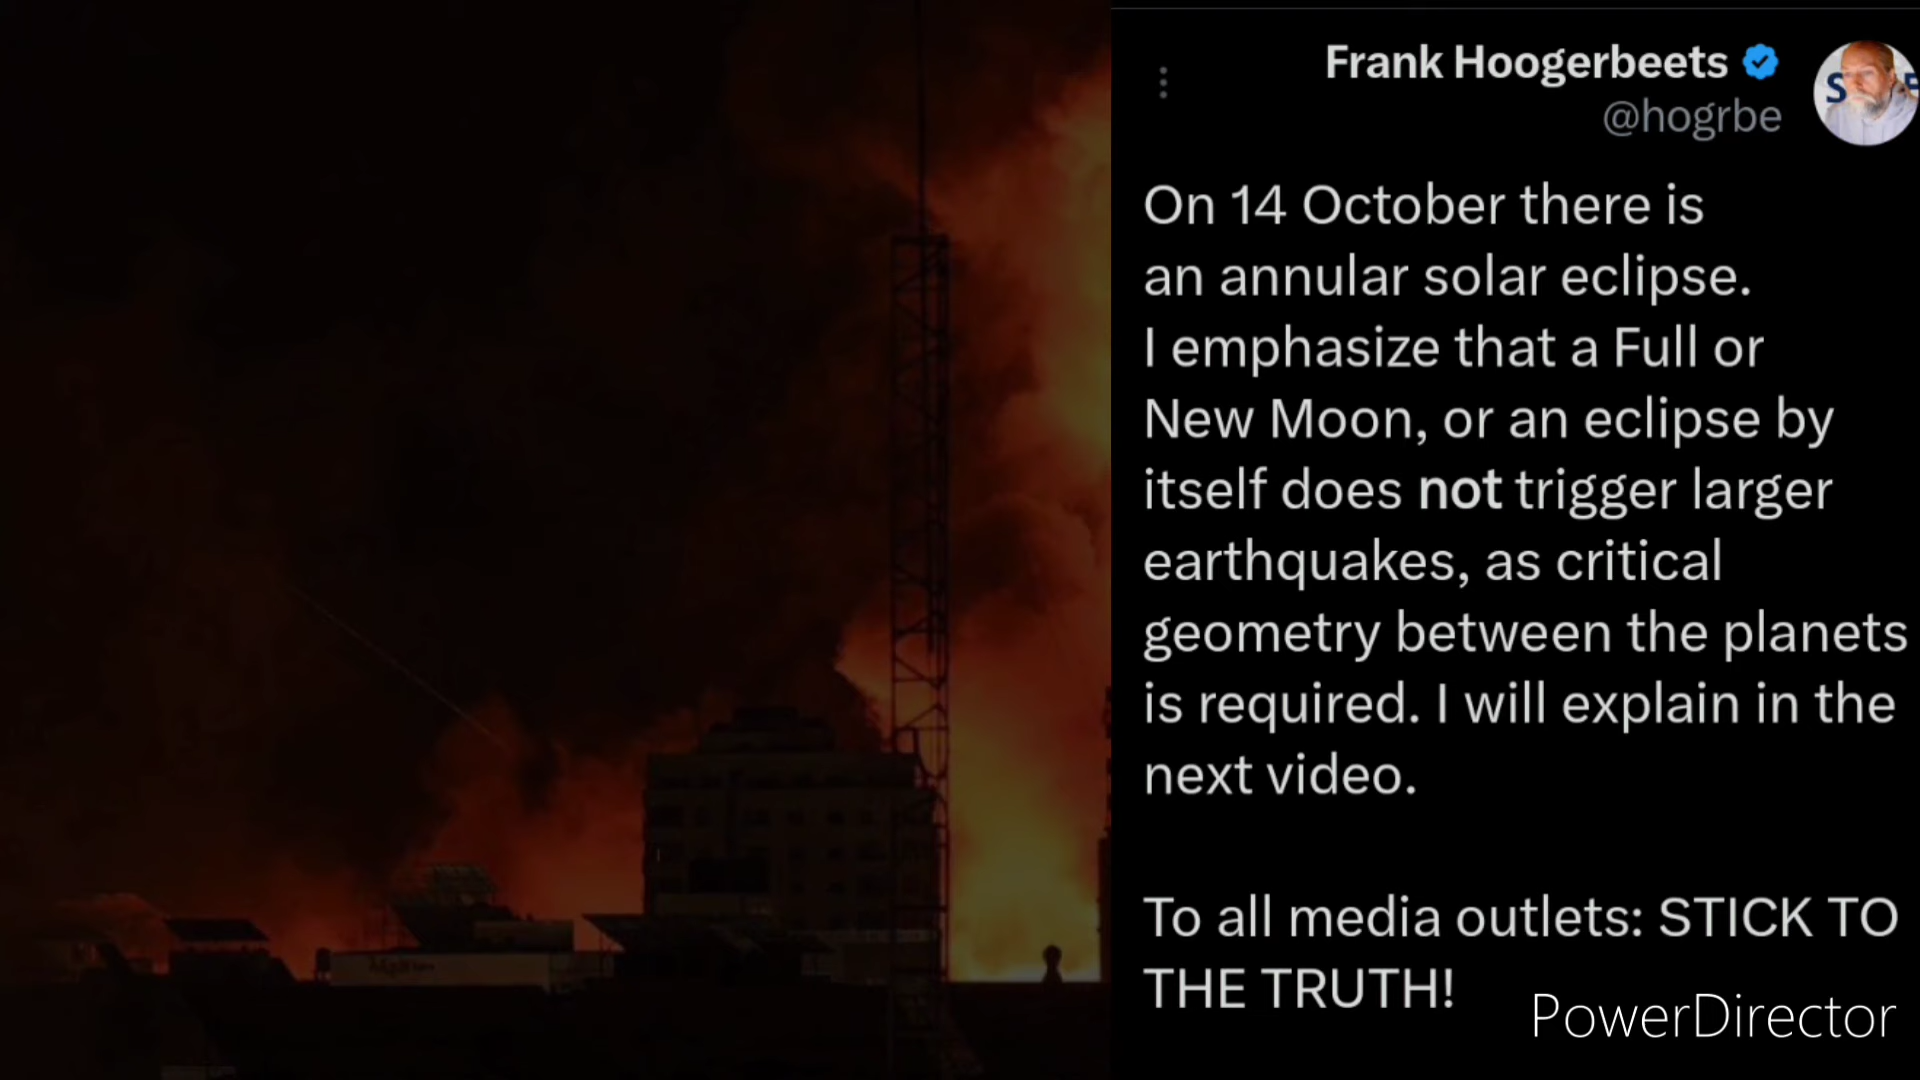 Frank Hoogerbeets
@hogrbe
On 14 October there is
an annular solar eclipse.
I emphasize that a Full or
New Moon, or an eclipse by
itself does not trigger larger
earthquakes, as critical
geometry between the planets
is required. I will explain in the
next video.
To all media outlets: STICK TO
THE TRUTH!
PowerDirector